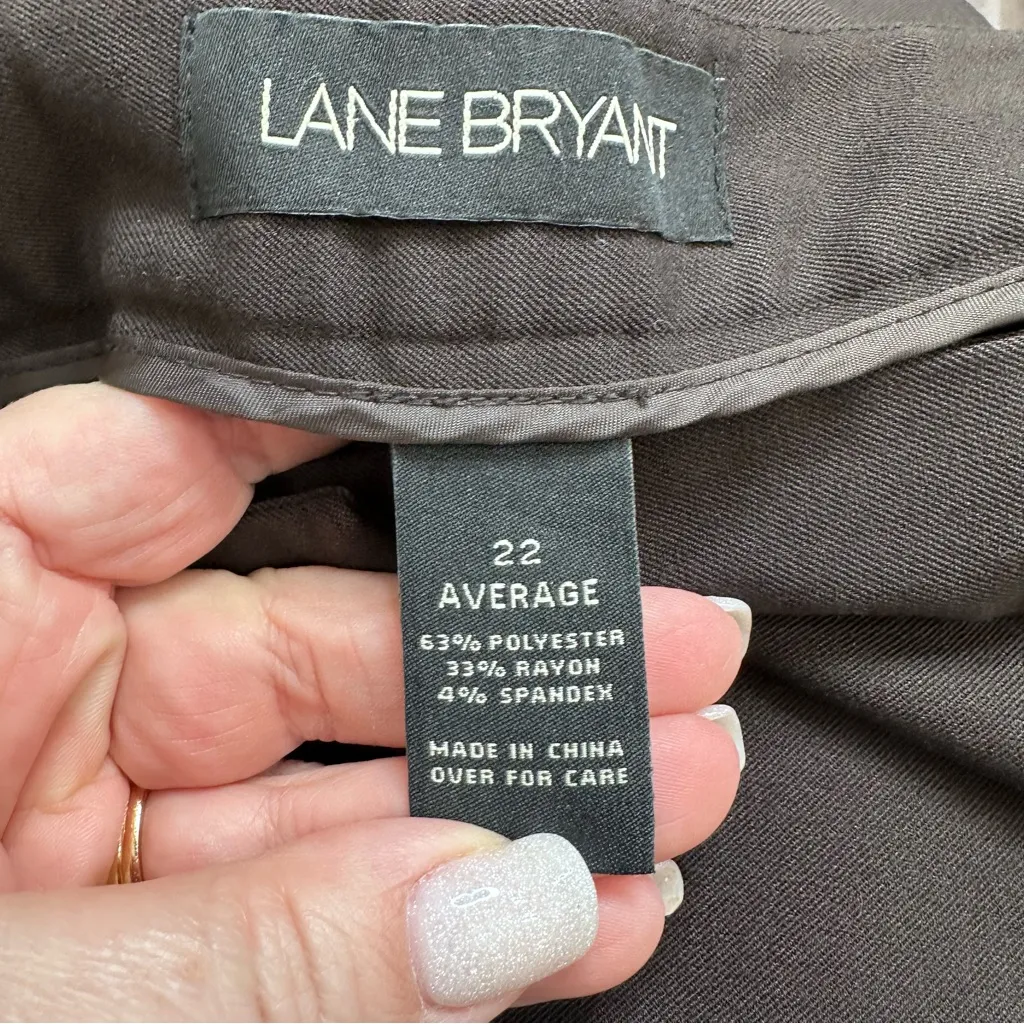 LANE BRYANT
22
AVERAGE
63% POLYESTER
33% RAYON
4% SPANDEX
MADE IN CHINA
OVER FOR CARE